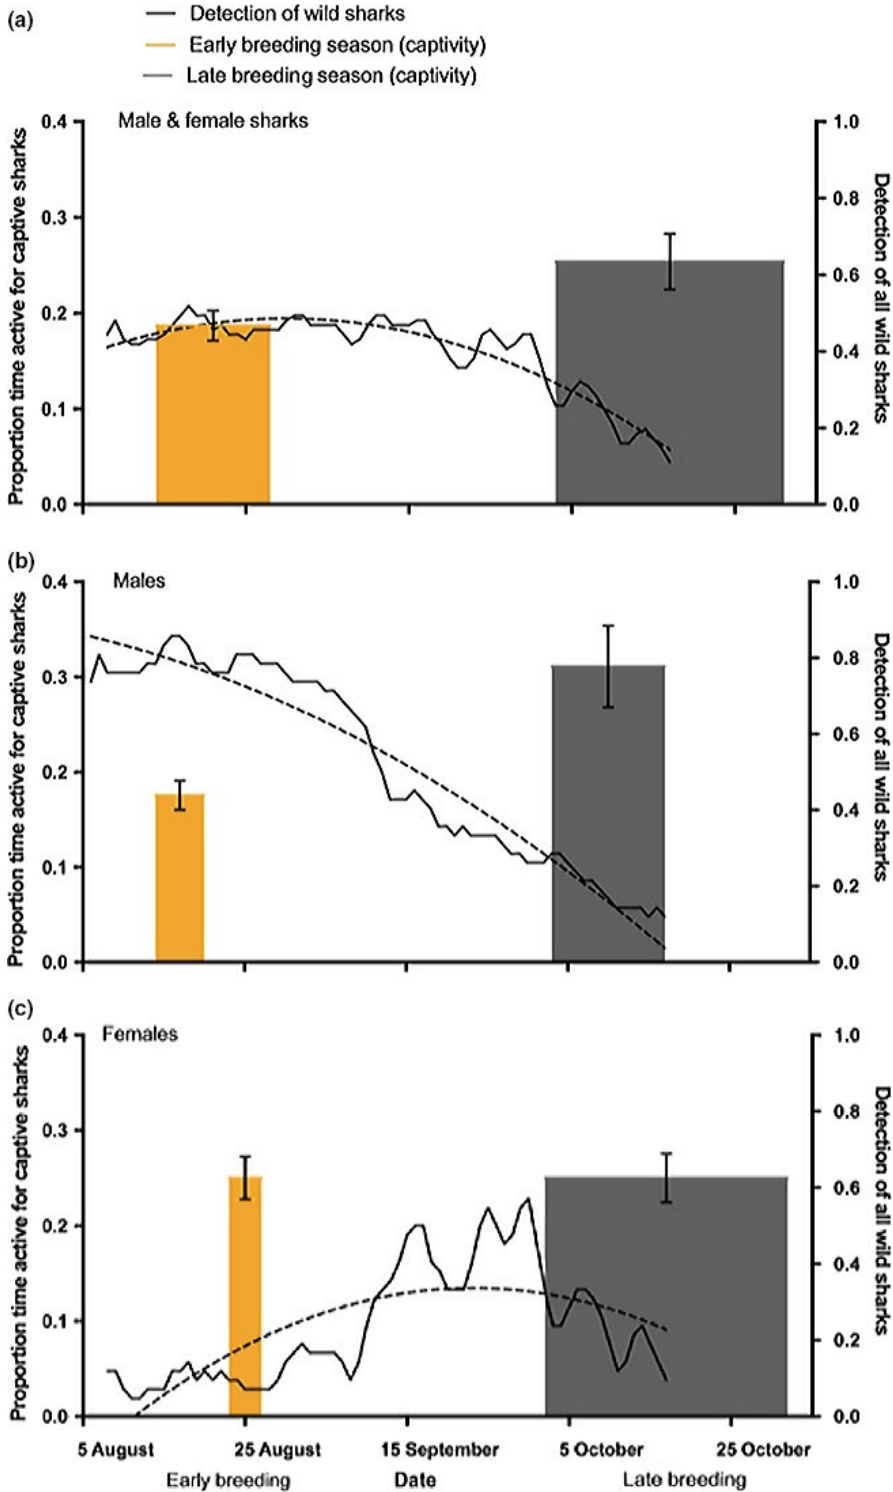 (a)
Detection of wild sharks
Early breeding season (captivity)
Late breeding season (captivity)
Male & female sharks
Proportion time active for captive sharks
0.4
0.3
0.2
0.1
0.0
1.0
0.8
0.6
0.4
0.2
0.0
Detection of all wild sharks
(b)
Males
Proportion time active for captive sharks
0.4
0.3
0.2
0.1
0.0
1.0
0.8
0.6
0.4
0.2
0.0
Detection of all wild sharks
(c)
Females
Proportion time active for captive sharks
0.4
0.3
0.2
0.1
0.0
1.0
0.8
0.6
0.4
0.2
0.0
Detection of all wild sharks
5 August 25 August 15 September 5 October 25 October
Early breeding Date Late breeding